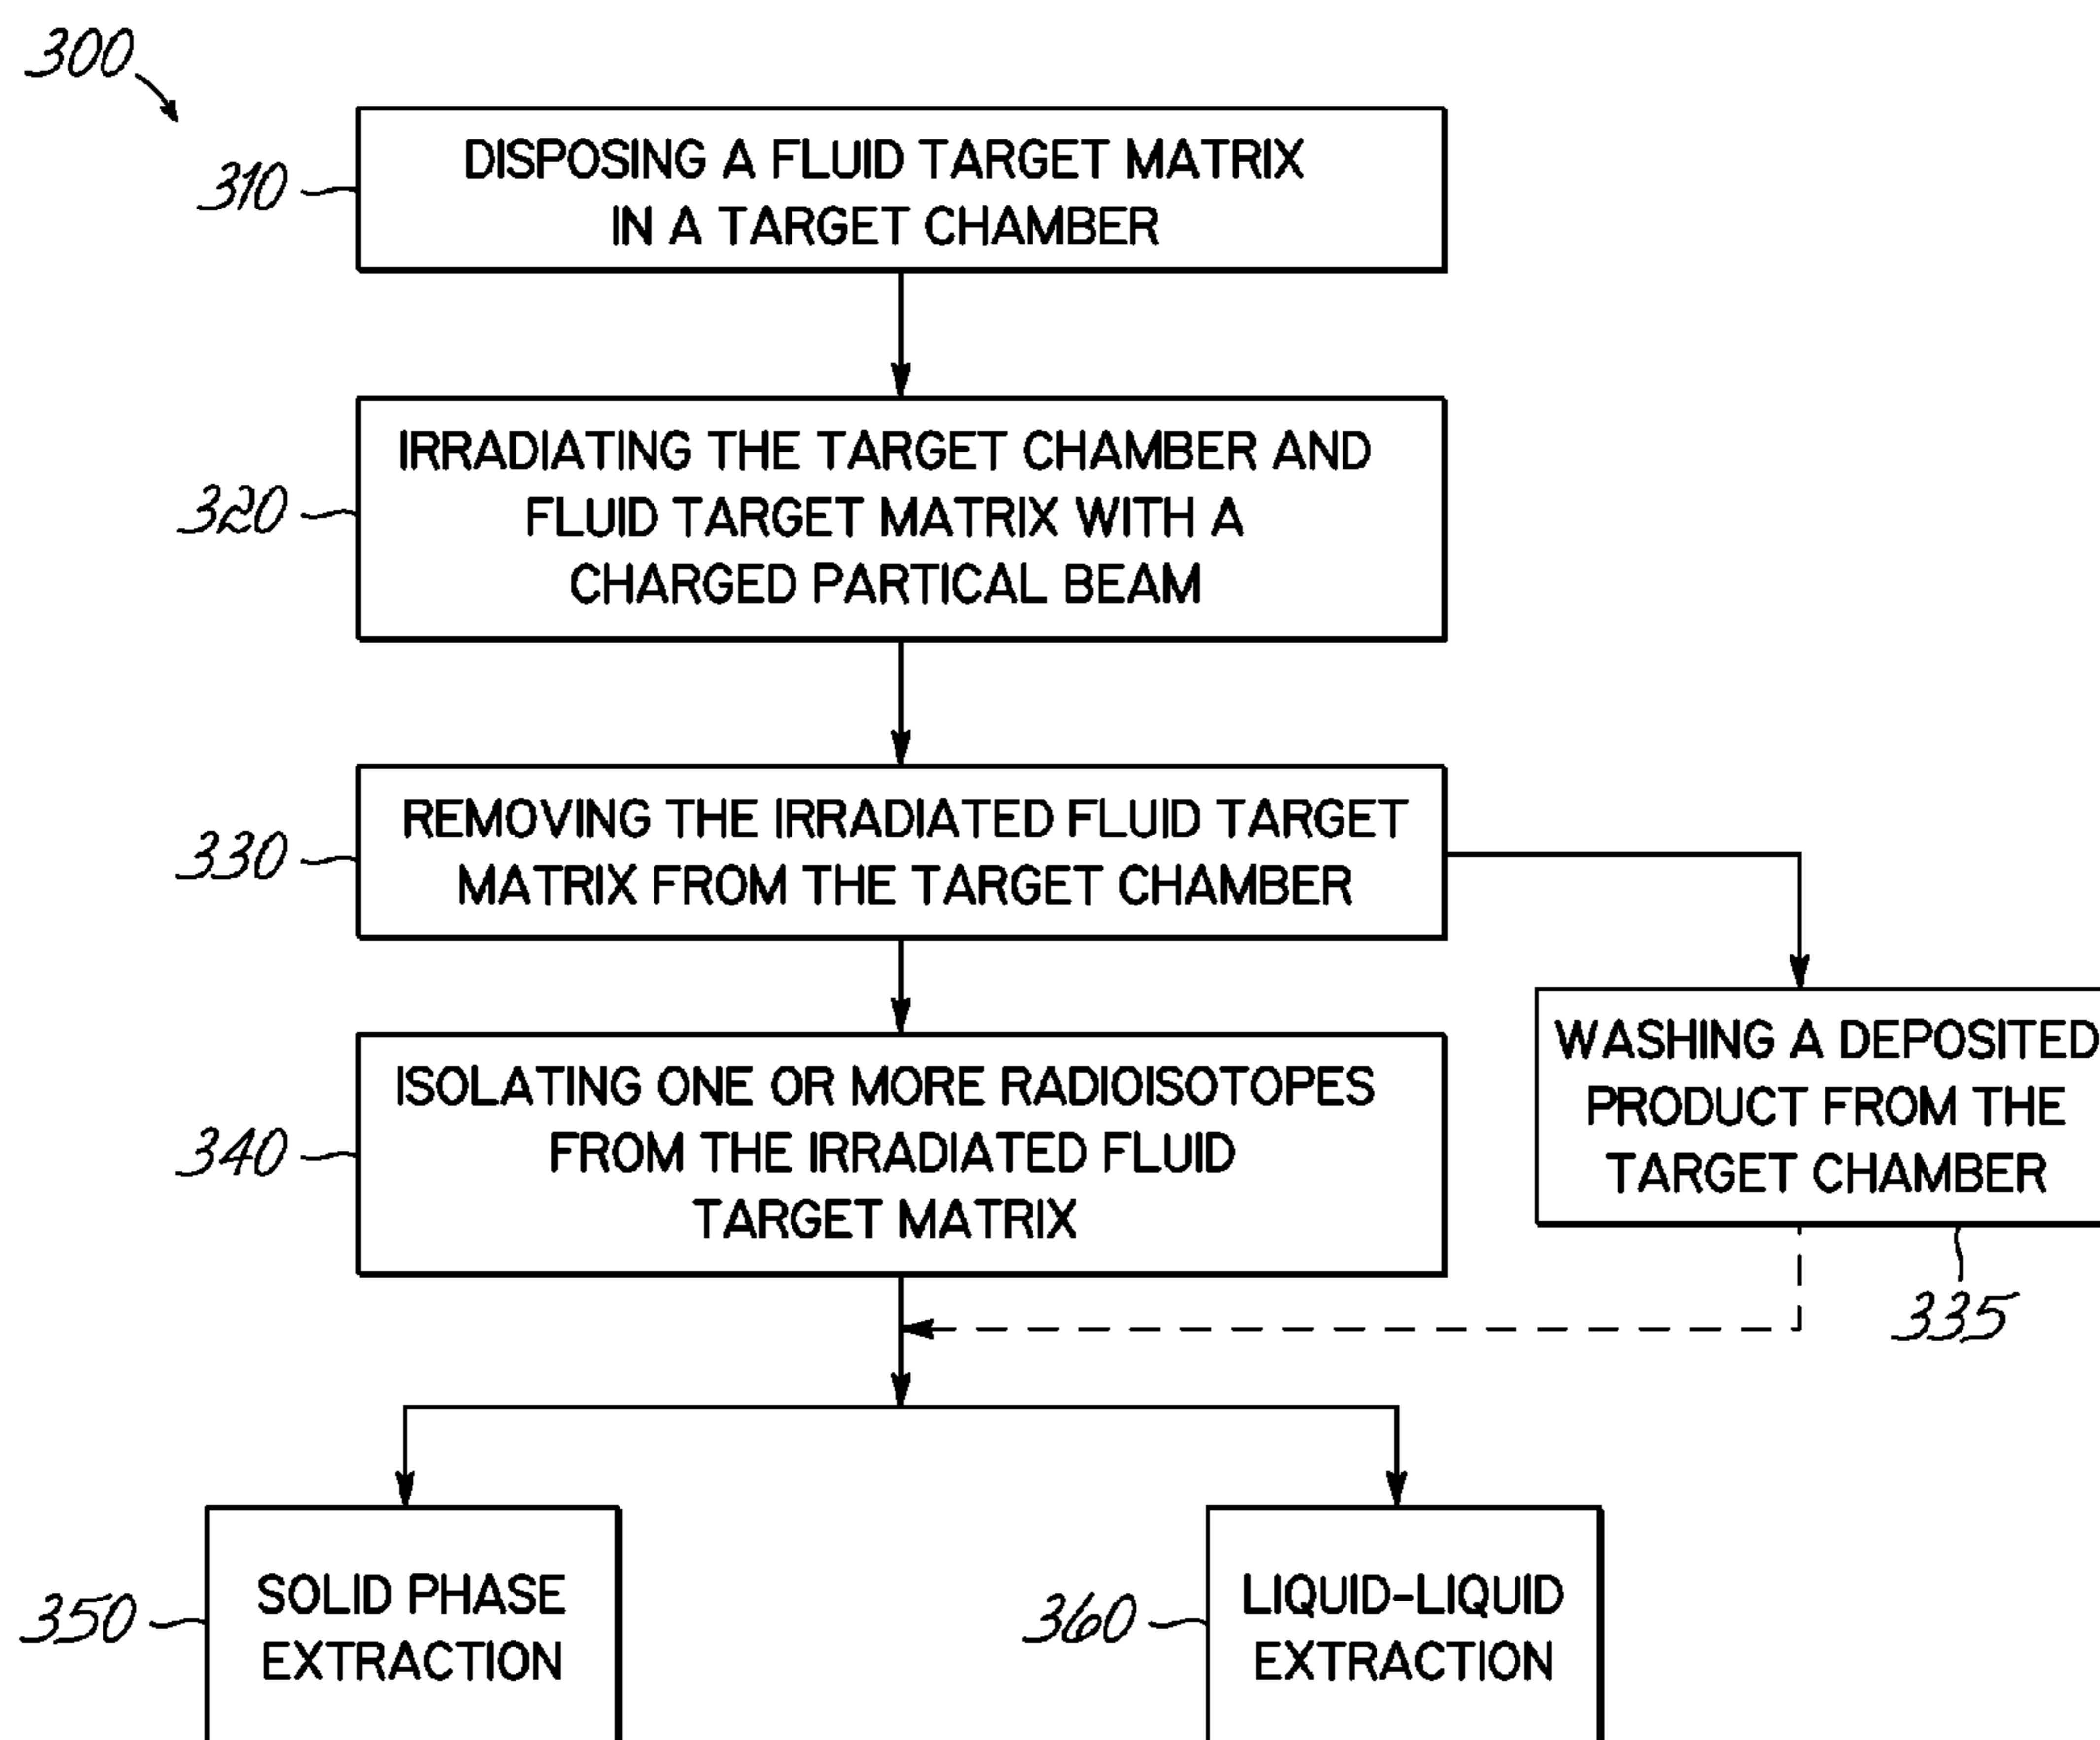 300
310
DISPOSING A FLUID TARGET MATRIX
IN A TARGET CHAMBER
320
IRRADIATING THE TARGET CHAMBER AND
FLUID TARGET MATRIX WITH A
CHARGED PARTICAL BEAM
330
REMOVING THE IRRADIATED FLUID TARGET
MATRIX FROM THE TARGET CHAMBER
340
ISOLATING ONE OR MORE RADIOISOTOPES
FROM THE IRRADIATED FLUID
TARGET MATRIX
WASHING A DEPOSITED
PRODUCT FROM THE
TARGET CHAMBER
335
350
SOLID PHASE
EXTRACTION
360
LIQUID-LIQUID
EXTRACTION